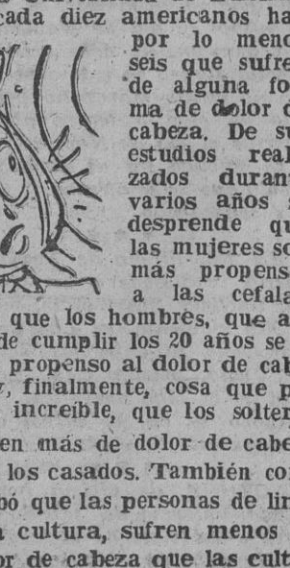 cada diez americanos ha
por lo meno
seis que sufre
de alguna fo
ma de dolor d
cabeza. De su
estudios real
zados durant
varios años s
desprende qu
las mujeres so
más propens
a las cefala
que los hombres, que a
de cumplir los 20 años se
propenso al dolor de cab
, finalmente, cosa que p
increíble, que los solter
en más de dolor de cabe
los casados. También co
bó que las personas de lim
a cultura, sufren menos
or de cabeza que las cult